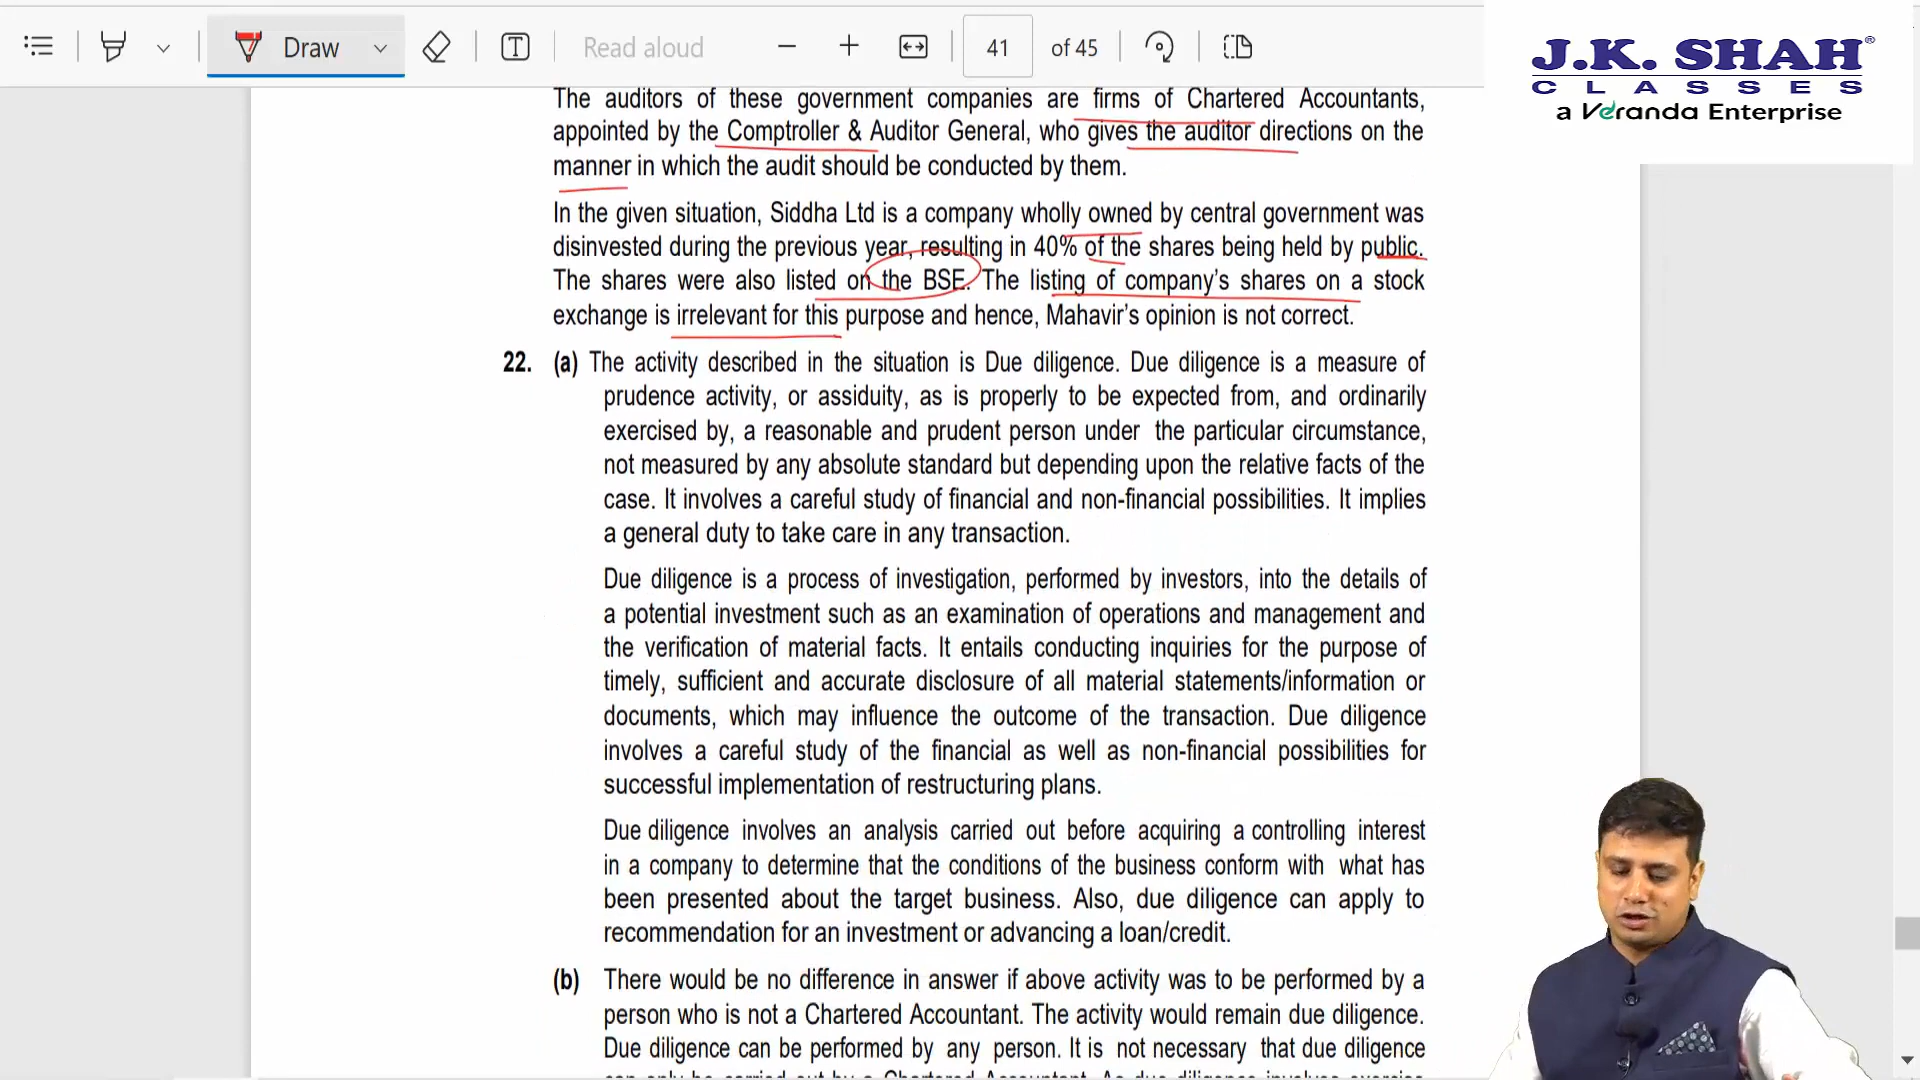 Draw
Read aloud
41
of 45
J.K. SHAH®
CLASSES
a Veranda Enterprise
The auditors of these government companies are firms of Chartered Accountants,
appointed by the Comptroller & Auditor General, who gives the auditor directions on the
manner in which the audit should be conducted by them.
In the given situation, Siddha Ltd is a company wholly owned by central government was
disinvested during the previous year, resulting in 40% of the shares being held by public.
The shares were also listed on the BSE. The listing of company's shares on a stock
exchange is irrelevant for this purpose and hence, Mahavir's opinion is not correct.
22. (a) The activity described in the situation is Due diligence. Due diligence is a measure of
prudence activity, or assiduity, as is properly to be expected from, and ordinarily
exercised by, a reasonable and prudent person under the particular circumstance,
not measured by any absolute standard but depending upon the relative facts of the
case. It involves a careful study of financial and non-financial possibilities. It implies
a general duty to take care in any transaction.
Due diligence is a process of investigation, performed by investors, into the details of
a potential investment such as an examination of operations and management and
the verification of material facts. It entails conducting inquiries for the purpose of
timely, sufficient and accurate disclosure of all material statements/information or
documents, which may influence the outcome of the transaction. Due diligence
involves a careful study of the financial as well as non-financial possibilities for
successful implementation of restructuring plans.
Due diligence involves an analysis carried out before acquiring a controlling interest
in a company to determine that the conditions of the business conform with what has
been presented about the target business. Also, due diligence can apply to
recommendation for an investment or advancing a loan/credit.
(b) There would be no difference in answer if above activity was to be performed by a
person who is not a Chartered Accountant. The activity would remain due diligence.
Due diligence can be performed by any person. It is not necessary that due diligence